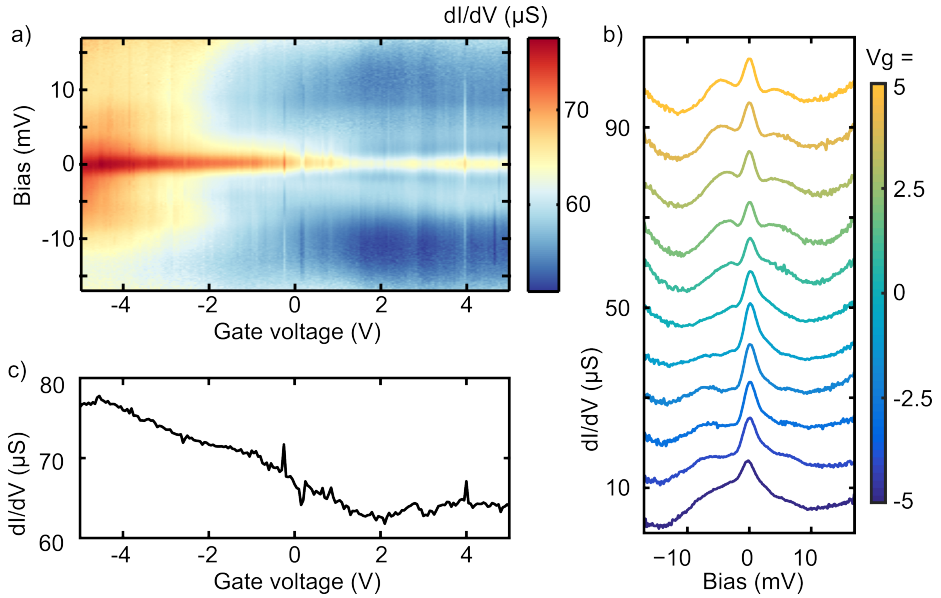 a)
dI/dV (µS)
Bias (mV)
10
0
-10
-4
-2
0
2
4
Gate voltage (V)
70
60
b)
Vg =
dI/dV (µS)
90
50
30
10
−10
0
10
Bias (mV)
5
2.5
0
-2.5
-5
c)
dI/dV (µS)
80
70
60
-4
-2
0
2
4
Gate voltage (V)